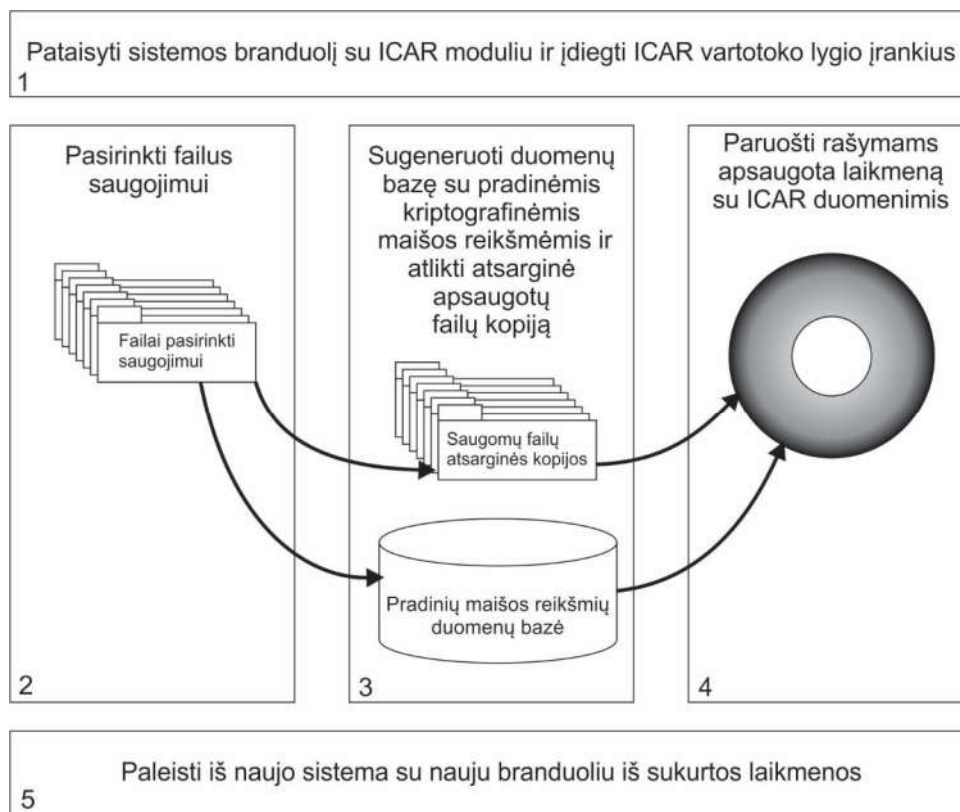 Pataisyti sistemos branduolį su ICAR moduliu ir įdiegti ICAR vartotoko lygio įrankius
1
Pasirinkti failus
saugojimui
Failai pasirinkti
saugojimui
2
Sugeneruoti duomenų
bazę su pradinėmis
kriptografinėmis
maišos reikšmėmis ir
atlikti atsarginė
apsaugotų
failų kopiją
Saugomų failų
atsarginės kopijos
Pradinių maišos reikšmių
duomenų bazė
3
Paruošti rašymams
apsaugota laikmeną
su ICAR duomenimis
4
Paleisti iš naujo sistema su nauju branduoliu iš sukurtos laikmenos
5